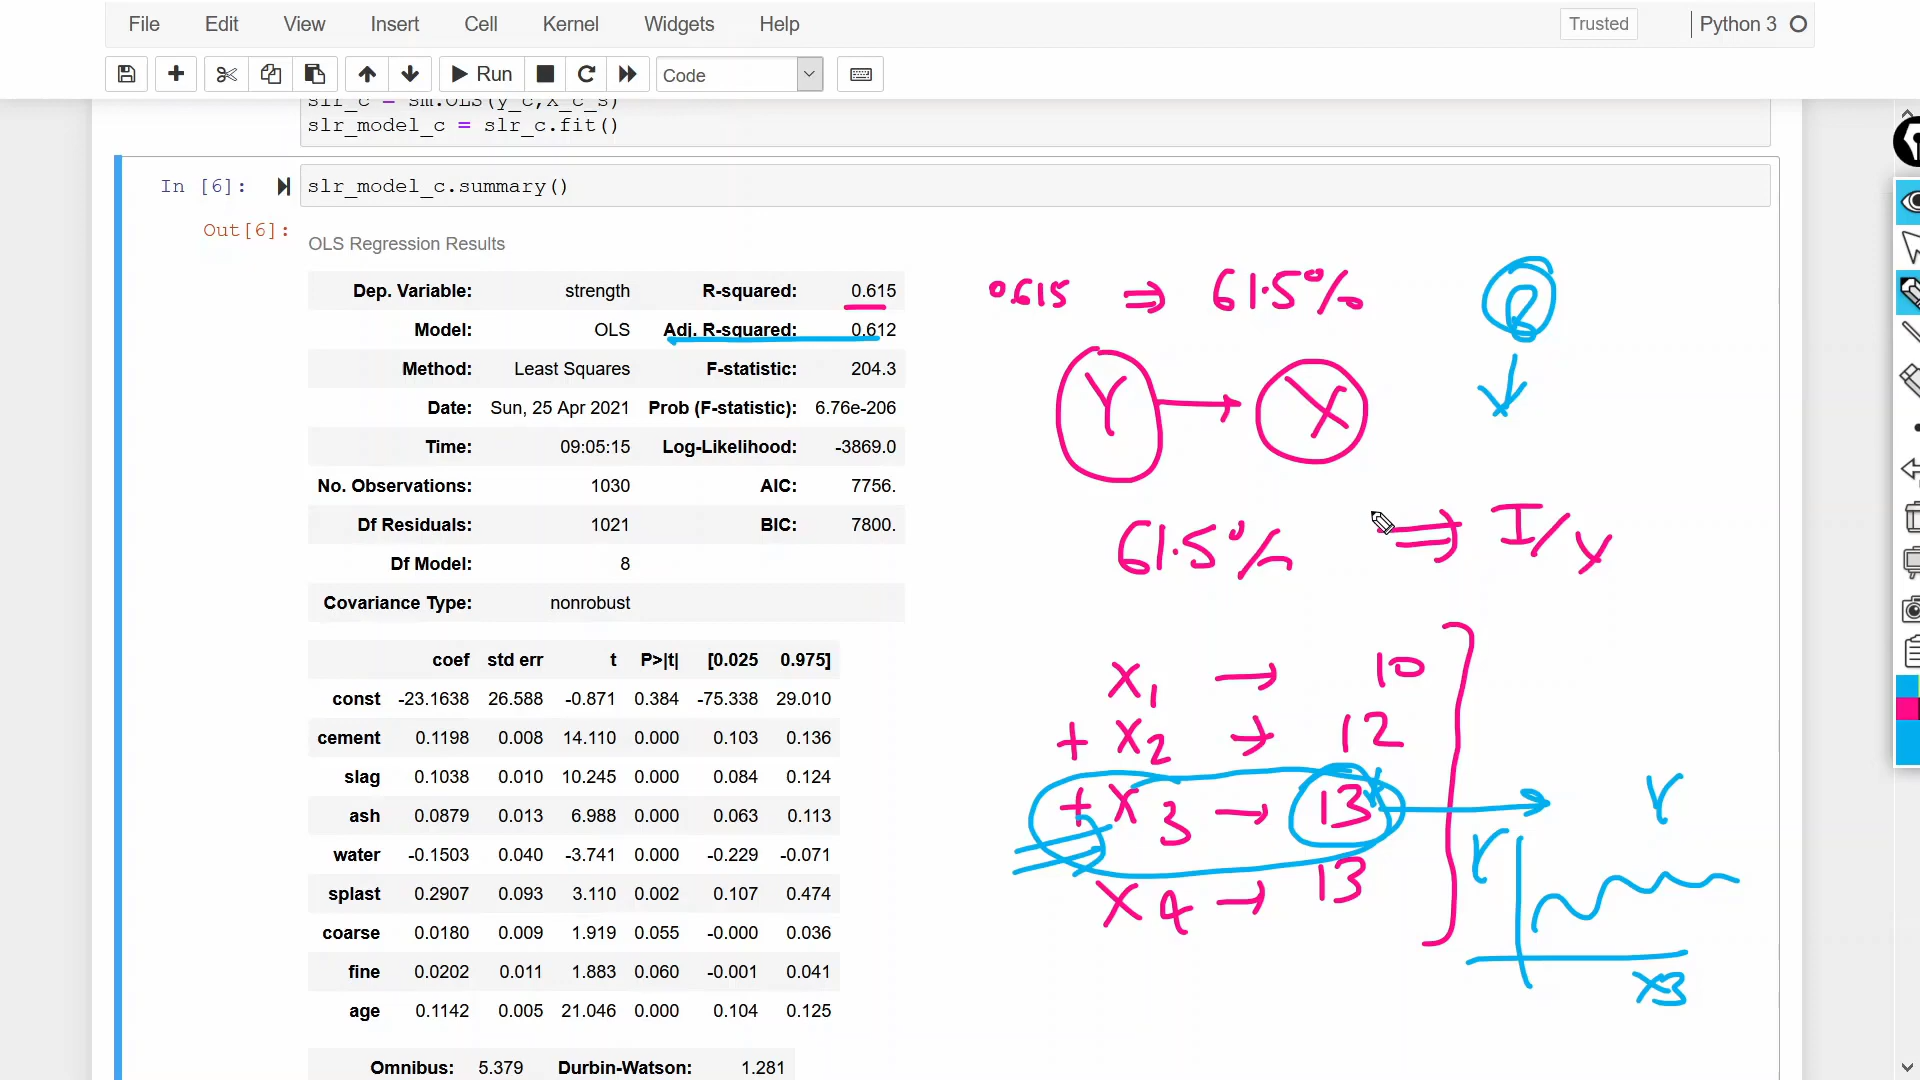 File Edit View Insert Cell Kernel Widgets Help Trusted Python 3
Run Code
slr_c = sm.OLS(y_c,x_c_s)
slr_model_c = slr_c.fit()
In [6]: slr_model_c.summary()
Out[6]:
OLS Regression Results
Dep. Variable: strength R-squared: 0.615
Model: OLS Adj. R-squared: 0.612
Method: Least Squares F-statistic: 204.3
Date: Sun, 25 Apr 2021 Prob (F-statistic): 6.76e-206
Time: 09:05:15 Log-Likelihood: -3869.0
No. Observations: 1030 AIC: 7756.
Df Residuals: 1021 BIC: 7800.
Df Model: 8
Covariance Type: nonrobust
coef std err t P>|t| [0.025 0.975]
const -23.1638 26.588 -0.871 0.384 -75.338 29.010
cement 0.1198 0.008 14.110 0.000 0.103 0.136
slag 0.1038 0.010 10.245 0.000 0.084 0.124
ash 0.0879 0.013 6.988 0.000 0.063 0.113
water -0.1503 0.040 -3.741 0.000 -0.229 -0.071
splast 0.2907 0.093 3.110 0.002 0.107 0.474
coarse 0.0180 0.009 1.919 0.055 -0.000 0.036
fine 0.0202 0.011 1.883 0.060 -0.001 0.041
age 0.1142 0.005 21.046 0.000 0.104 0.125
Omnibus: 5.379 Durbin-Watson: 1.281
0.615 ⇒ 61.5%
Y → X
61.5% ⇒ I/Y
X1 → 10
+ X2 → 12
+ X3 → 13 → r
X4 → 13
r
X3